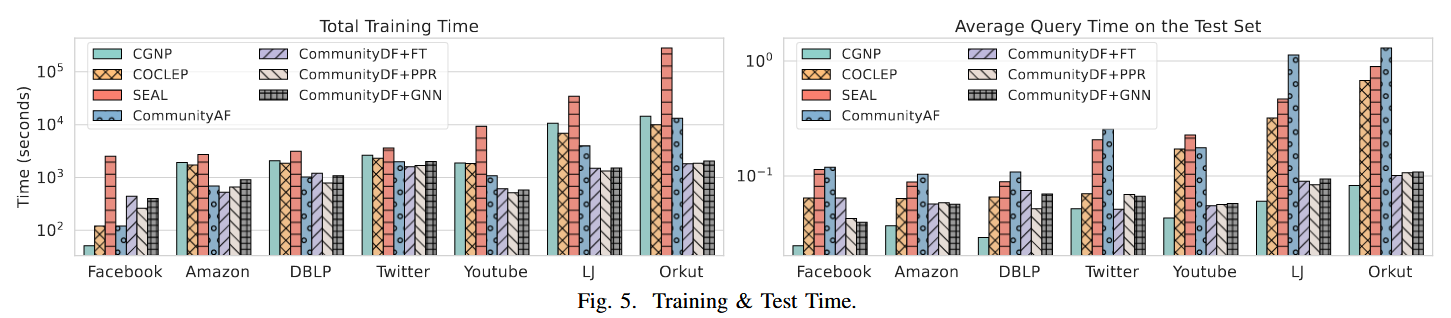 Total Training Time
Time (seconds)
10^5
10^4
10^3
10^2
CGNP
COCLEP
SEAL
CommunityAF
CommunityDF+FT
CommunityDF+PPR
CommunityDF+GNN
Facebook Amazon DBLP Twitter Youtube LJ Orkut
Average Query Time on the Test Set
10^0
10^−1
CGNP
COCLEP
SEAL
CommunityAF
CommunityDF+FT
CommunityDF+PPR
CommunityDF+GNN
Facebook Amazon DBLP Twitter Youtube LJ Orkut
Fig. 5. Training & Test Time.